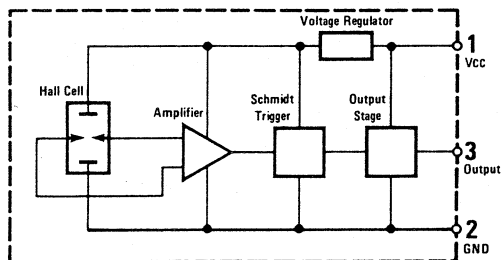 Voltage Regulator
1
VCC
Hall Cell
Amplifier
Schmidt
Trigger
Output
Stage
3
Output
2
GND